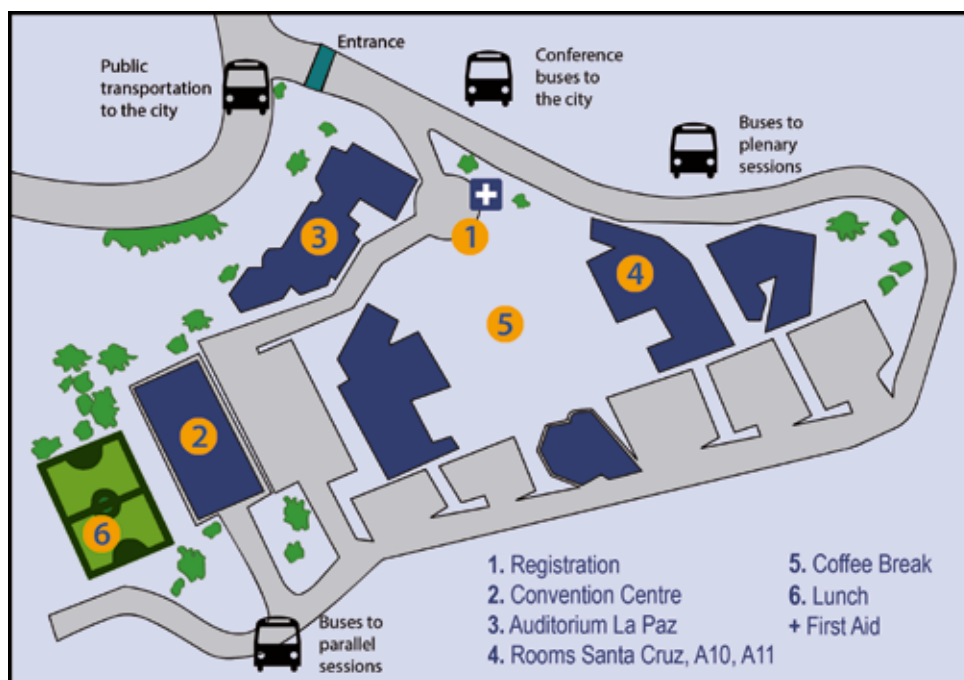 Entrance
Public
transportation
to the city
Conference
buses to
the city
Buses to
plenary
sessions
3
1
4
5
2
6
1. Registration
2. Convention Centre
3. Auditorium La Paz
4. Rooms Santa Cruz, A10, A11
5. Coffee Break
6. Lunch
+ First Aid
Buses to
parallel
sessions